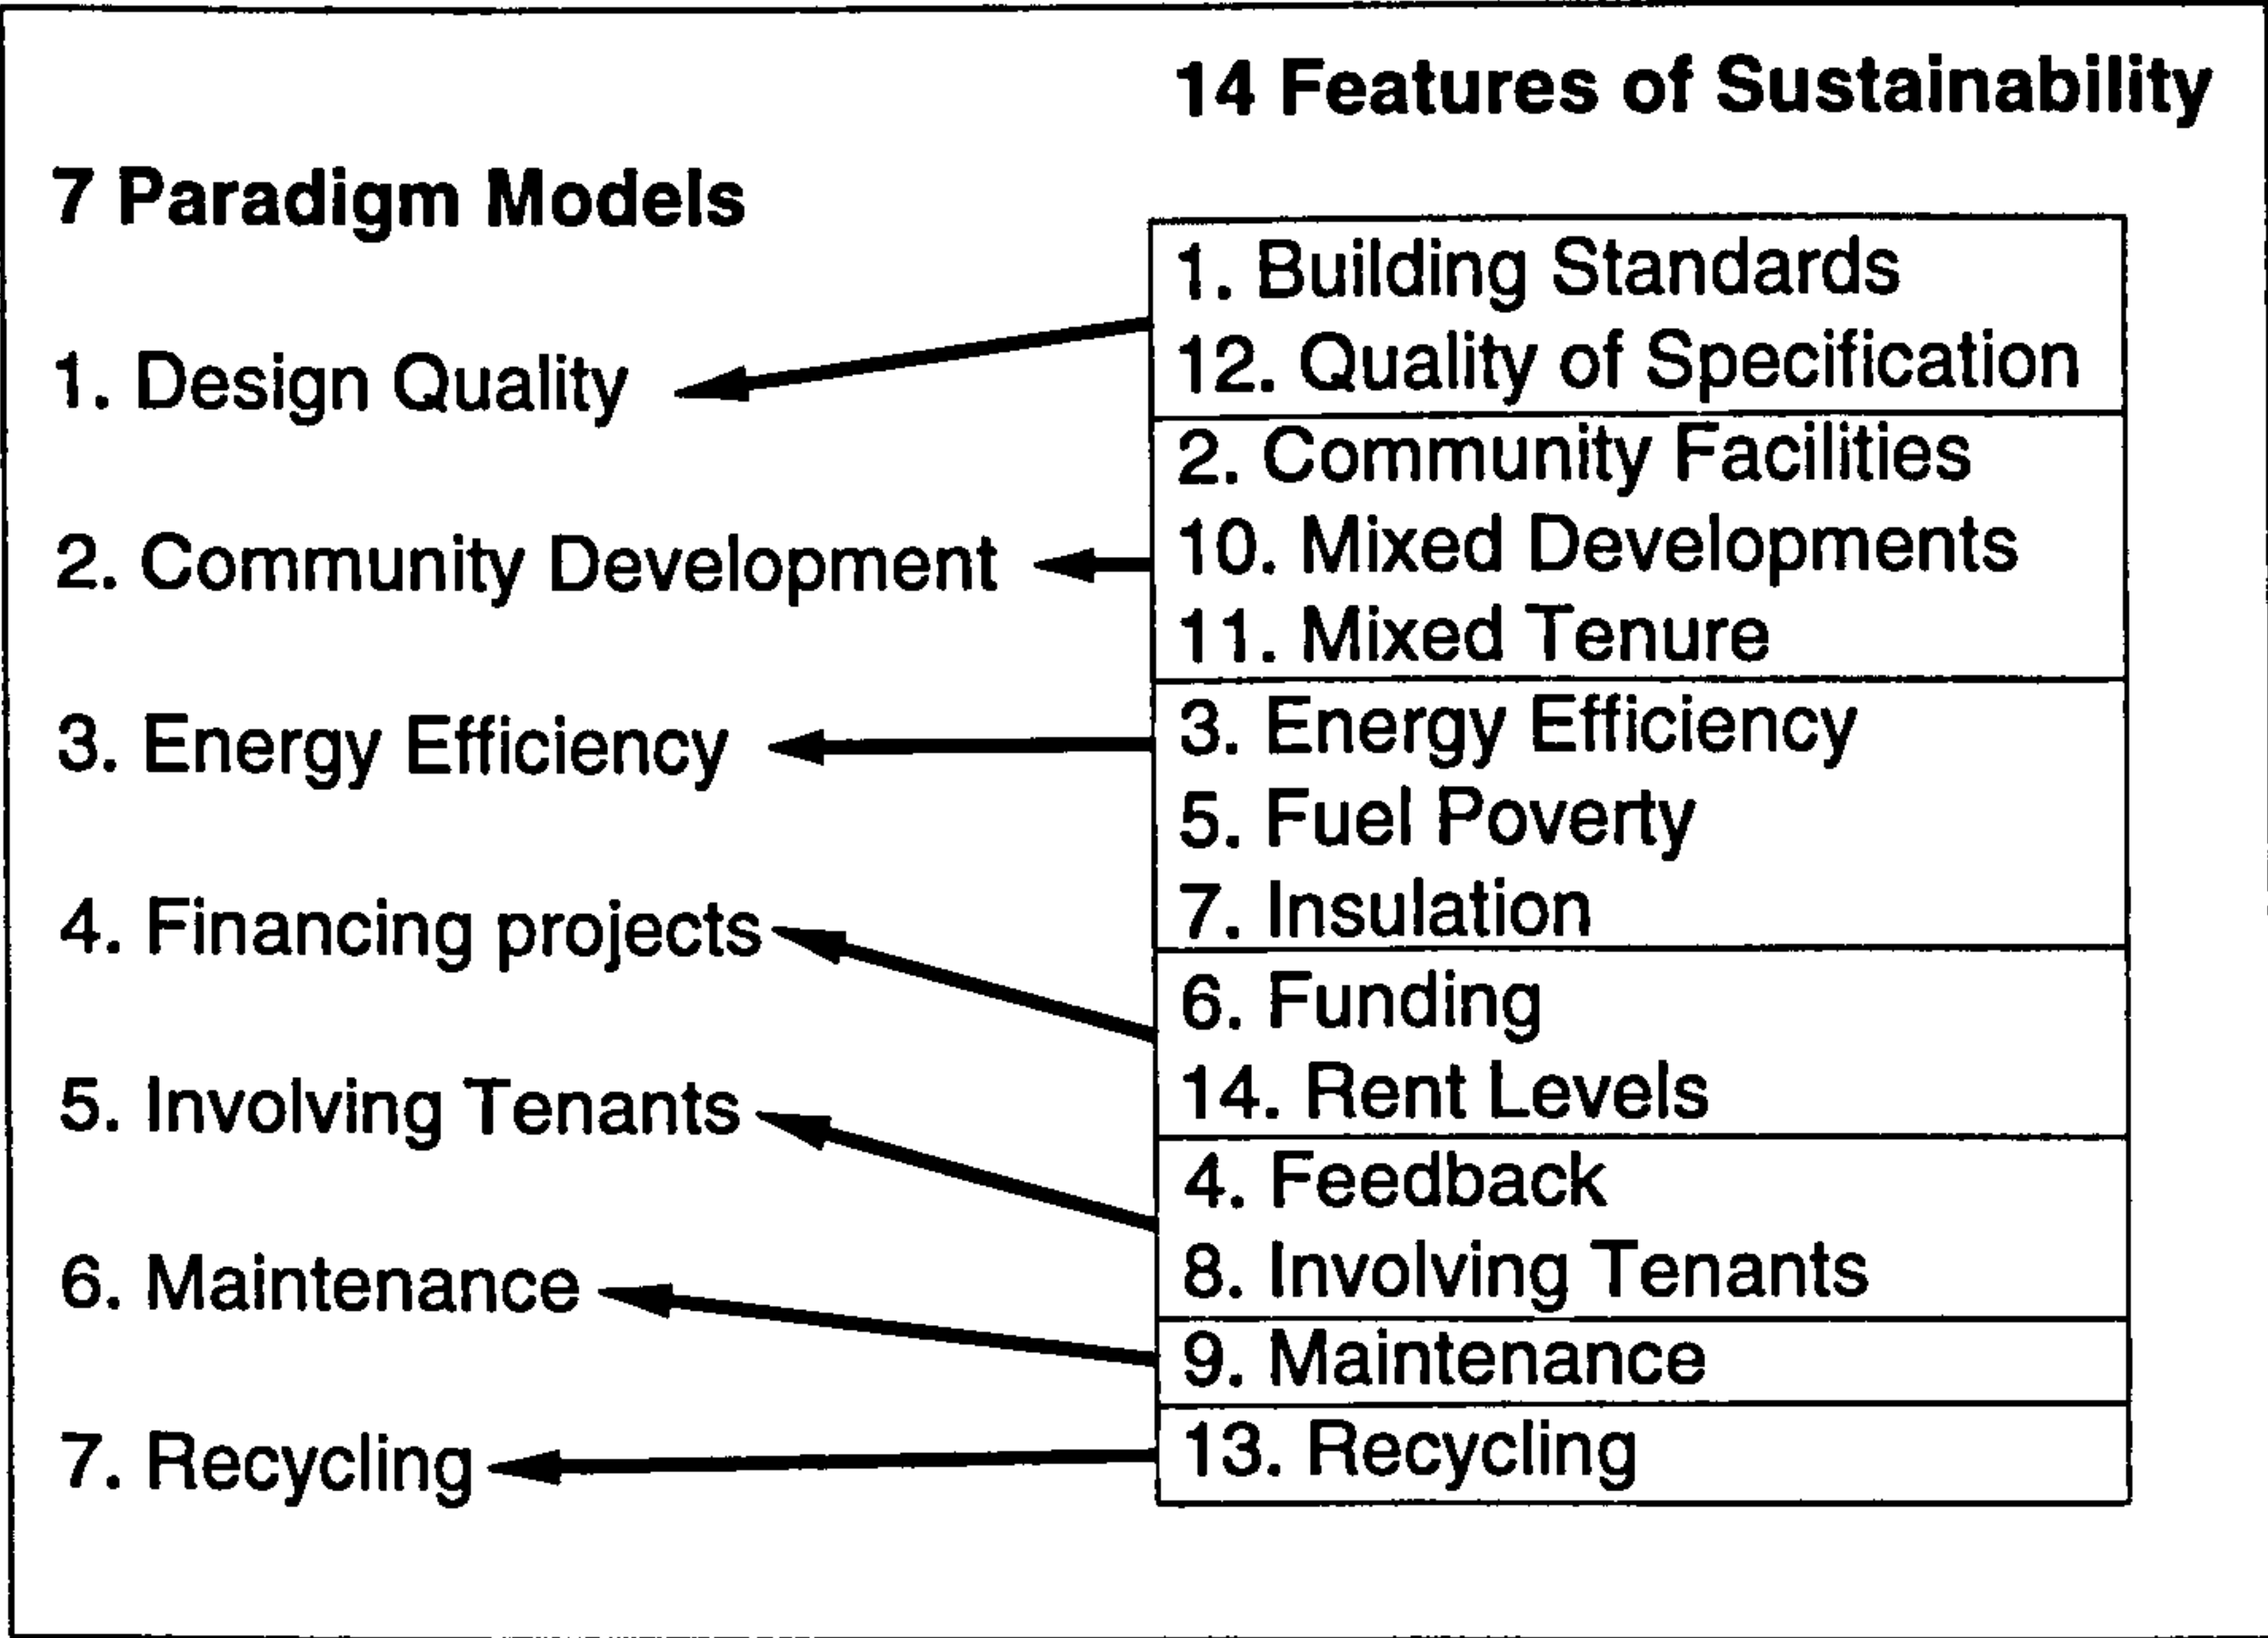 14 Features of Sustainability
7 Paradigm Models
1. Design Quality
2. Community Development
3. Energy Efficiency
4. Financing projects
5. Involving Tenants
6. Maintenance
7. Recycling
1. Building Standards
12. Quality of Specification
2. Community Facilities
10. Mixed Developments
11. Mixed Tenure
3. Energy Efficiency
5. Fuel Poverty
7. Insulation
6. Funding
14. Rent Levels
4. Feedback
8. Involving Tenants
9. Maintenance
13. Recycling